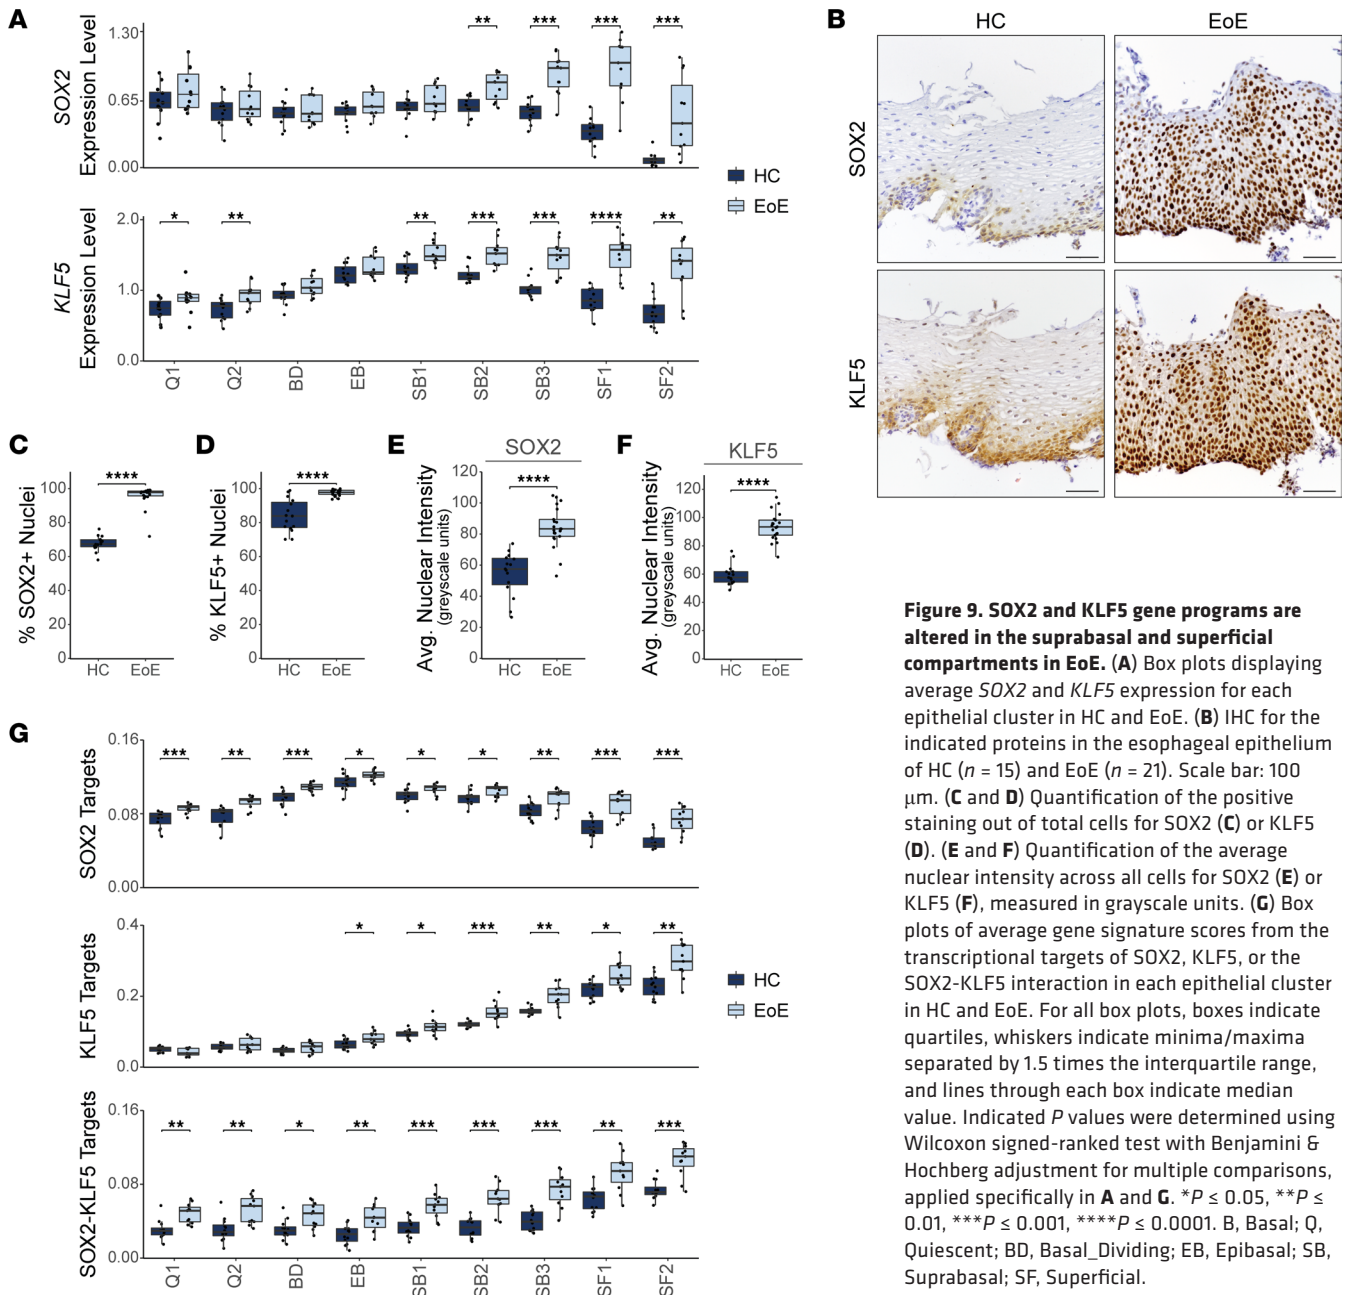 A
SOX2
Expression Level
1.30
0.65
0.00
** *** *** ***
HC
EoE
KLF5
Expression Level
2.0
1.0
0.0
* ** ** *** *** **** **
Q1 Q2 BD EB SB1 SB2 SB3 SF1 SF2
B
HC EoE
SOX2
KLF5
C
% SOX2+ Nuclei
100
80
60
40
20
0
****
HC EoE
D
% KLF5+ Nuclei
100
80
60
40
20
0
****
HC EoE
E
SOX2
Avg. Nuclear Intensity
(greyscale units)
120
100
80
60
40
20
0
****
HC EoE
F
KLF5
Avg. Nuclear Intensity
(greyscale units)
120
100
80
60
40
20
0
****
HC EoE
G
SOX2 Targets
0.16
0.08
0.00
*** ** *** * * * ** *** ***
KLF5 Targets
0.4
0.2
0.0
* * *** ** * **
HC
EoE
SOX2-KLF5 Targets
0.16
0.08
0.00
** ** * ** *** *** *** ** ***
Q1 Q2 BD EB SB1 SB2 SB3 SF1 SF2
Figure 9. SOX2 and KLF5 gene programs are
altered in the suprabasal and superficial
compartments in EoE. (A) Box plots displaying
average SOX2 and KLF5 expression for each
epithelial cluster in HC and EoE. (B) IHC for the
indicated proteins in the esophageal epithelium
of HC (n = 15) and EoE (n = 21). Scale bar: 100
μm. (C and D) Quantification of the positive
staining out of total cells for SOX2 (C) or KLF5
(D). (E and F) Quantification of the average
nuclear intensity across all cells for SOX2 (E) or
KLF5 (F), measured in grayscale units. (G) Box
plots of average gene signature scores from the
transcriptional targets of SOX2, KLF5, or the
SOX2-KLF5 interaction in each epithelial cluster
in HC and EoE. For all box plots, boxes indicate
quartiles, whiskers indicate minima/maxima
separated by 1.5 times the interquartile range,
and lines through each box indicate median
value. Indicated P values were determined using
Wilcoxon signed-ranked test with Benjamini &
Hochberg adjustment for multiple comparisons,
applied specifically in A and G. *P ≤ 0.05, **P ≤
0.01, ***P ≤ 0.001, ****P ≤ 0.0001. B, Basal; Q,
Quiescent; BD, Basal_Dividing; EB, Epibasal; SB,
Suprabasal; SF, Superficial.